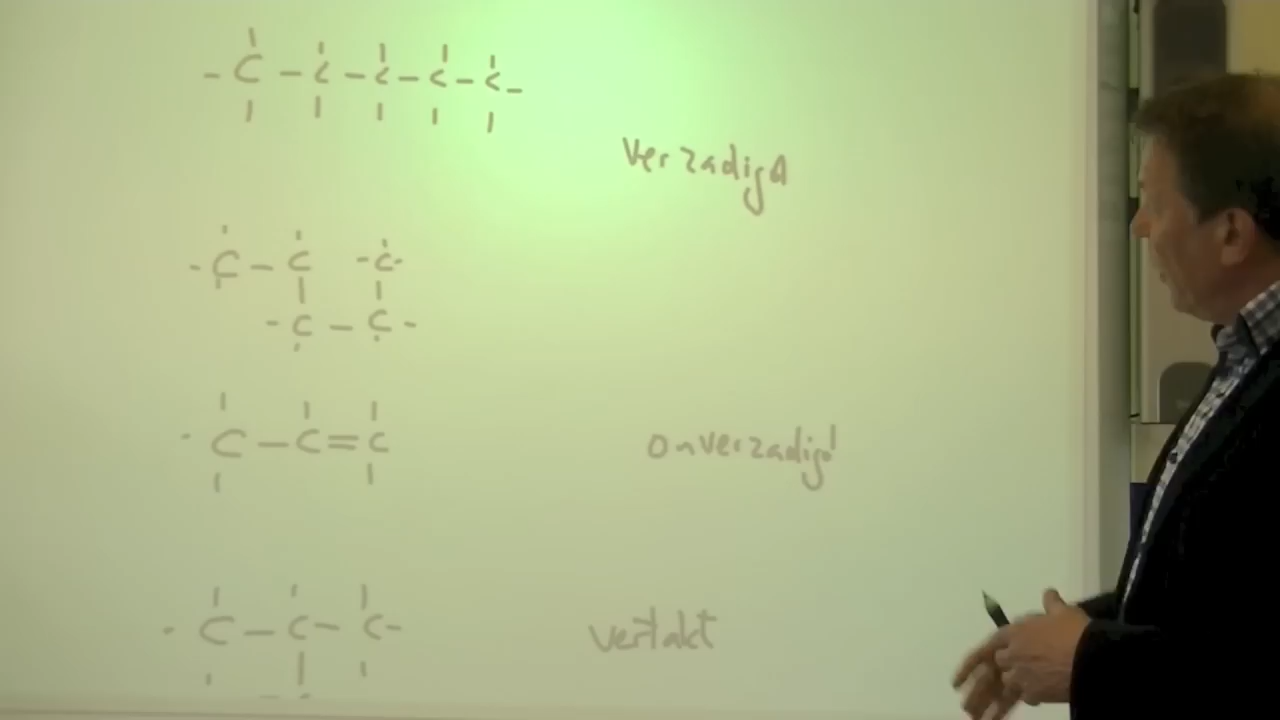 - C - C - C - C - C -
verzadigd
- C - C - C -
- C - C -
- C - C = C
onverzadigd
- C - C - C -
vertakt